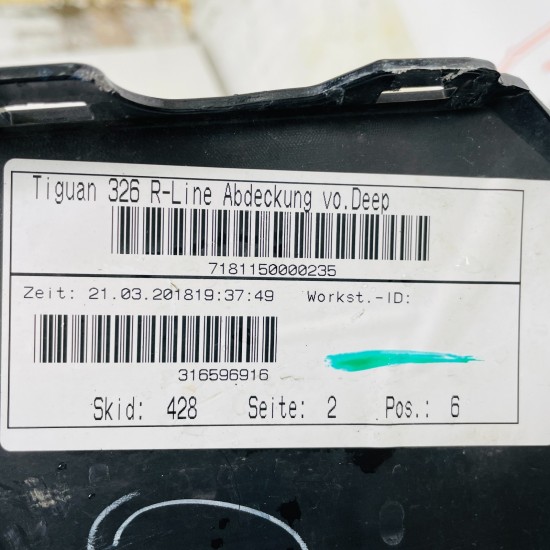 Tiguan 326 R-Line Abdeckung vo.Deep
7181150000235
Zeit: 21.03.201819:37:49 Workst.-ID:
316596916
Skid: 428 Seite: 2 Pos.: 6